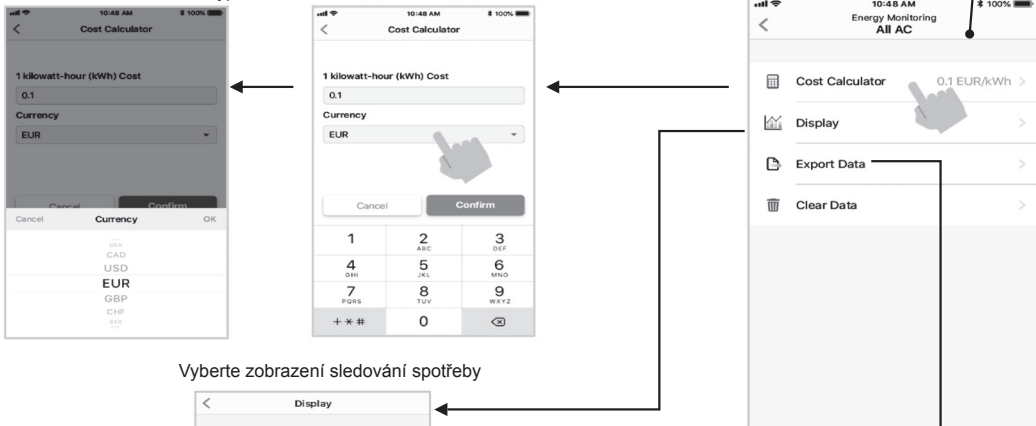 10:48 AM
100%
Cost Calculator
1 kilowatt-hour (kWh) Cost
0.1
Currency
EUR
Cancel
Confirm
Cancel
Currency
OK
DKK
CAD
USD
EUR
GBP
CHF
10:48 AM
100%
Cost Calculator
1 kilowatt-hour (kWh) Cost
0.1
Currency
EUR
Cancel
Confirm
1
2
ABC
3
DEF
4
GHI
5
JKL
6
MNO
7
PQRS
8
TUV
9
WXYZ
+*#
0
10:48 AM
100%
Energy Monitoring
All AC
Cost Calculator 0.1 EUR/kWh
Display
Export Data
Clear Data
Vyberte zobrazení sledování spotřeby
Display